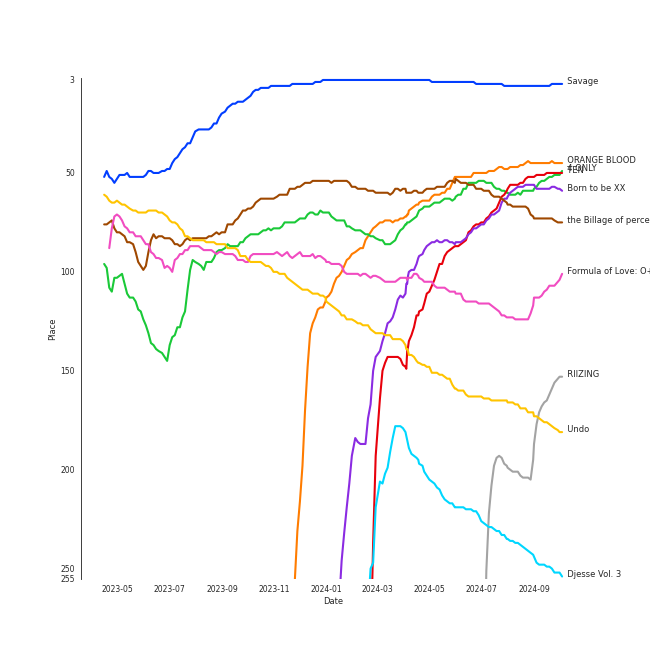 3
50
100
150
200
250
255
Place
2023-05
2023-07
2023-09
2023-11
2024-01
2024-03
2024-05
2024-07
2024-09
Date
Savage
ORANGE BLOOD
Born to be XX
the Billage of perce
Formula of Love: O+
RIIZING
Undo
Djesse Vol. 3